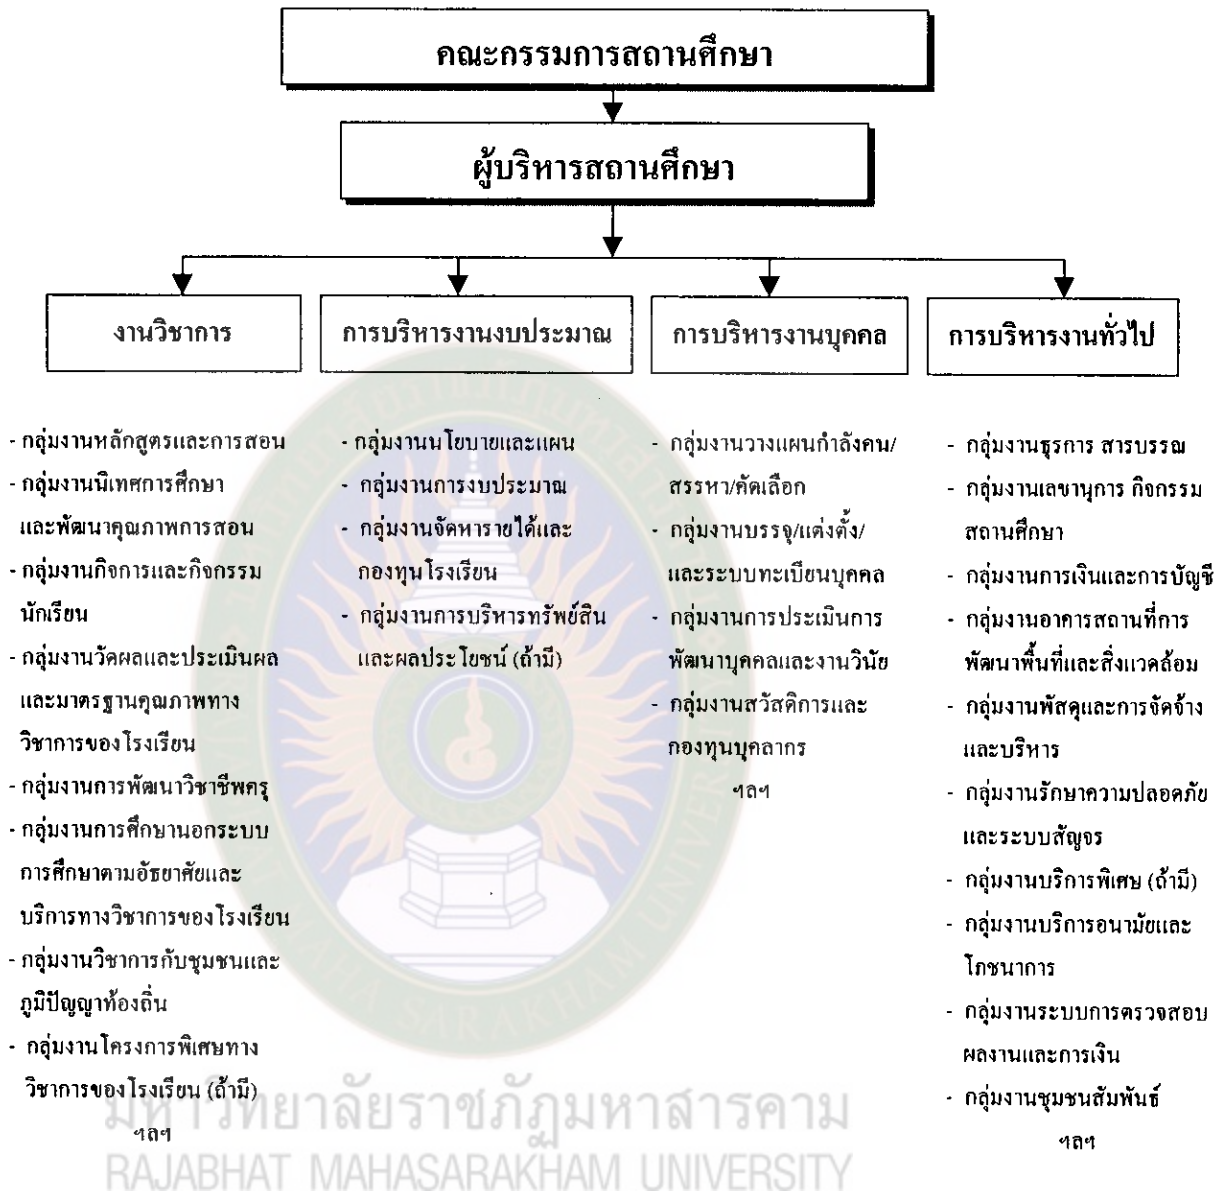 คณะกรรมการสถานศึกษา
ผู้บริหารสถานศึกษา
งานวิชาการ
- กลุ่มงานหลักสูตรและการสอน
- กลุ่มงานนิเทศการศึกษา
และพัฒนาคุณภาพการสอน
- กลุ่มงานกิจการและกิจกรรม
นักเรียน
- กลุ่มงานวัดผลและประเมินผล
และมาตรฐานคุณภาพทาง
วิชาการของโรงเรียน
- กลุ่มงานการพัฒนาวิชาชีพครู
- กลุ่มงานการศึกษานอกระบบ
การศึกษาตามอัธยาศัยและ
บริการทางวิชาการของโรงเรียน
- กลุ่มงานวิชาการกับชุมชนและ
ภูมิปัญญาท้องถิ่น
- กลุ่มงานโครงการพิเศษทาง
วิชาการของโรงเรียน (ถ้ามี)
ฯลฯ
การบริหารงานงบประมาณ
- กลุ่มงานนโยบายและแผน
- กลุ่มงานการงบประมาณ
- กลุ่มงานจัดหารายได้และ
กองทุนโรงเรียน
- กลุ่มงานการบริหารทรัพย์สิน
และผลประโยชน์ (ถ้ามี)
การบริหารงานบุคคล
- กลุ่มงานวางแผนกำลังคน/
สรรหา/คัดเลือก
- กลุ่มงานบรรจุ/แต่งตั้ง/
และระบบทะเบียนบุคคล
- กลุ่มงานการประเมินการ
พัฒนาบุคคลและงานวินัย
- กลุ่มงานสวัสดิการและ
กองทุนบุคลากร
ฯลฯ
การบริหารงานทั่วไป
- กลุ่มงานธุรการ สารบรรณ
- กลุ่มงานเลขานุการ กิจกรรม
สถานศึกษา
- กลุ่มงานการเงินและการบัญชี
- กลุ่มงานอาคารสถานที่การ
พัฒนาพื้นที่และสิ่งแวดล้อม
- กลุ่มงานพัสดุและการจัดจ้าง
และบริหาร
- กลุ่มงานรักษาความปลอดภัย
และระบบสัญจร
- กลุ่มงานบริการพิเศษ (ถ้ามี)
- กลุ่มงานบริการอนามัยและ
โภชนาการ
- กลุ่มงานระบบการตรวจสอบ
ผลงานและการเงิน
- กลุ่มงานชุมชนสัมพันธ์
ฯลฯ
มหาวิทยาลัยราชภัฏมหาสารคาม
RAJABHAT MAHASARAKHAM UNIVERSITY